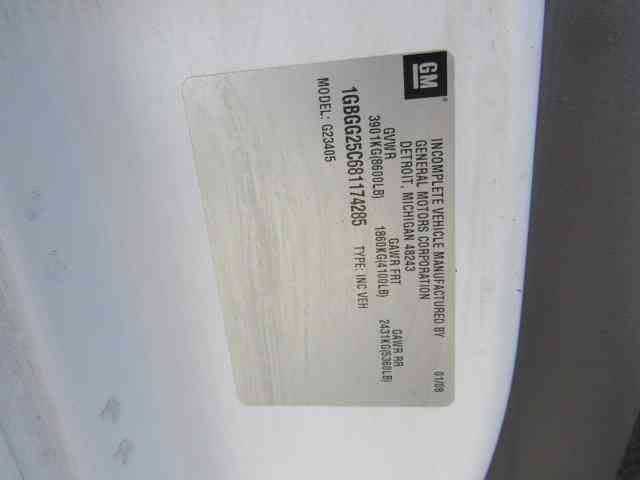 GM
INCOMPLETE VEHICLE MANUFACTURED BY
GENERAL MOTORS CORPORATION
DETROIT, MICHIGAN 48243
01/08
GVWR GAWR FRT GAWR RR
3901KG(8600LB) 1860KG(4100LB) 2431KG(5360LB)
1GBGG25C681174285 TYPE: INC VEH
MODEL: G23405